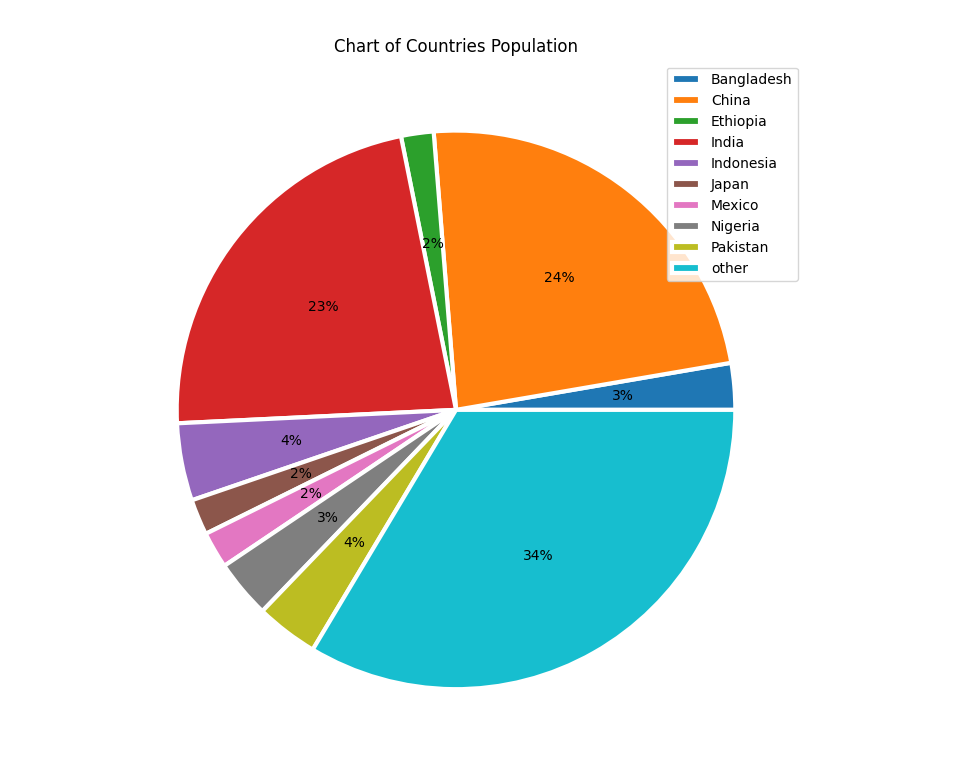 Chart of Countries Population
Bangladesh
China
Ethiopia
India
Indonesia
Japan
Mexico
Nigeria
Pakistan
other
2%
24%
23%
3%
4%
2%
2%
3%
4%
34%